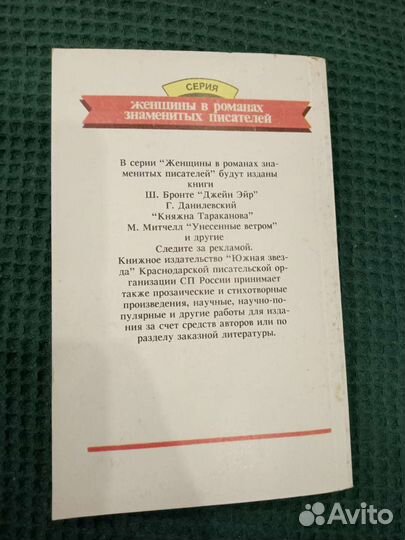 СЕРИЯ
женщины в романах
знаменитых писателей
В серии "Женщины в романах зна-
менитых писателей" будут изданы
книги
Ш. Бронте "Джейн Эйр"
Г. Данилевский
"Княжна Тараканова"
М. Митчелл "Унесенные ветром"
и другие
Следите за рекламой.
Книжное издательство "Южная звез-
да" Краснодарской писательской ор-
ганизации СП России принимает
также прозаические и стихотворные
произведения, научные, научно-по-
пулярные и другие работы для изда-
ния за счет средств авторов или по
разделу заказной литературы.
Avito